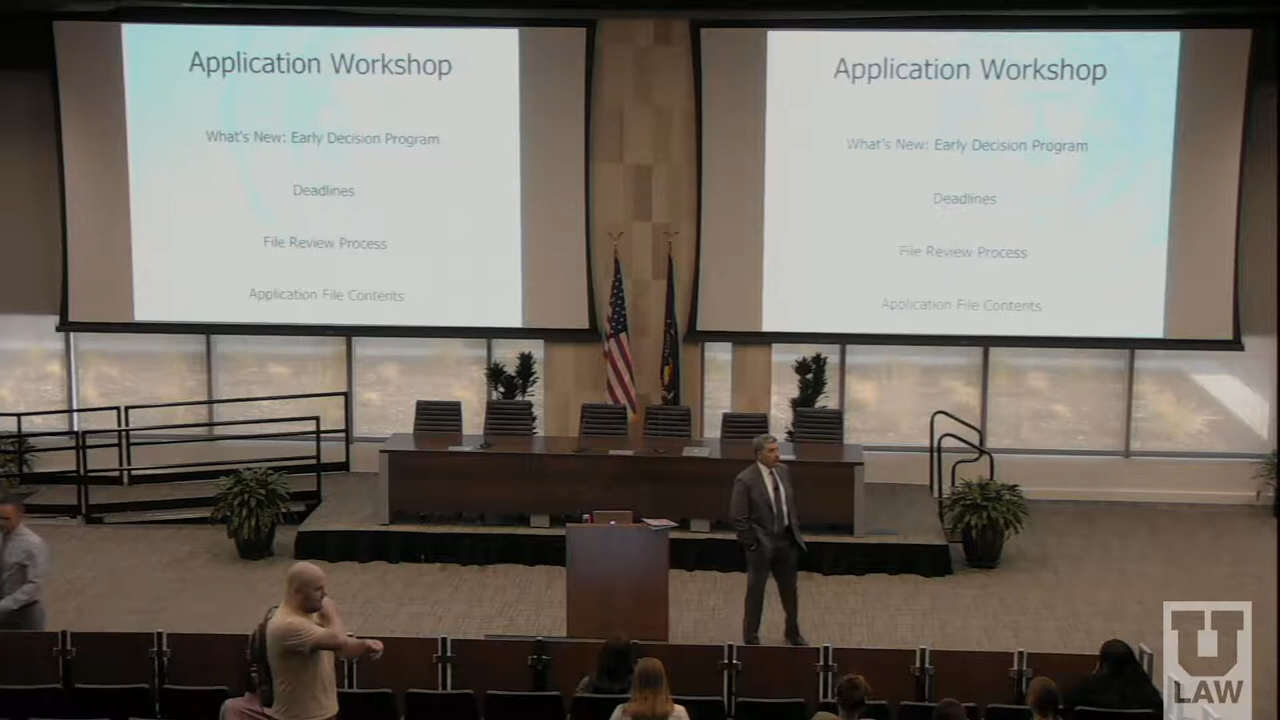 Application Workshop
What's New: Early Decision Program
Deadlines
File Review Process
Application File Contents
Application Workshop
What's New: Early Decision Program
Deadlines
File Review Process
Application File Contents
U
LAW